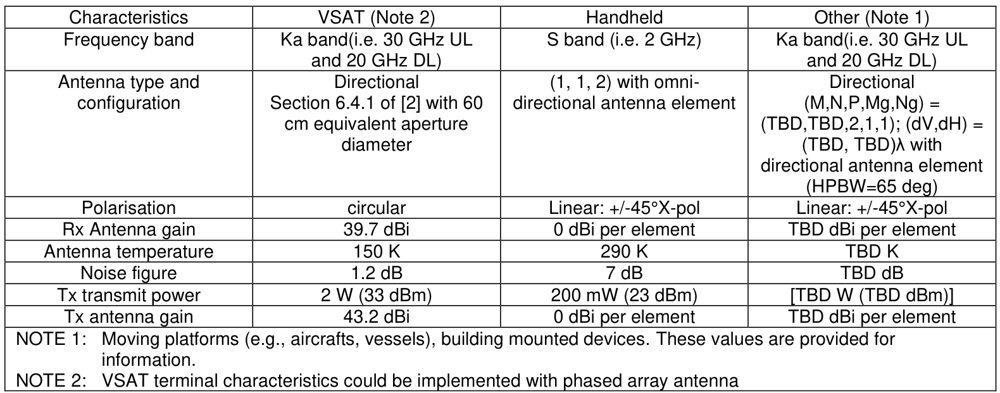 Characteristics VSAT (Note 2) Handheld Other (Note 1)
Frequency band Ka band(i.e. 30 GHz UL S band (i.e. 2 GHz) Ka band(i.e. 30 GHz UL
and 20 GHz DL) and 20 GHz DL)
Antenna type and Directional (1, 1, 2) with omni- Directional
configuration Section 6.4.1 of [2] with 60 directional antenna element (M,N,P,Mg,Ng) =
cm equivalent aperture (TBD,TBD,2,1,1); (dV,dH) =
diameter (TBD, TBD)λ with
directional antenna element
(HPBW=65 deg)
Polarisation circular Linear: +/-45°X-pol Linear: +/-45°X-pol
Rx Antenna gain 39.7 dBi 0 dBi per element TBD dBi per element
Antenna temperature 150 K 290 K TBD K
Noise figure 1.2 dB 7 dB TBD dB
Tx transmit power 2 W (33 dBm) 200 mW (23 dBm) [TBD W (TBD dBm)]
Tx antenna gain 43.2 dBi 0 dBi per element TBD dBi per element
NOTE 1: Moving platforms (e.g., aircrafts, vessels), building mounted devices. These values are provided for
information.
NOTE 2: VSAT terminal characteristics could be implemented with phased array antenna